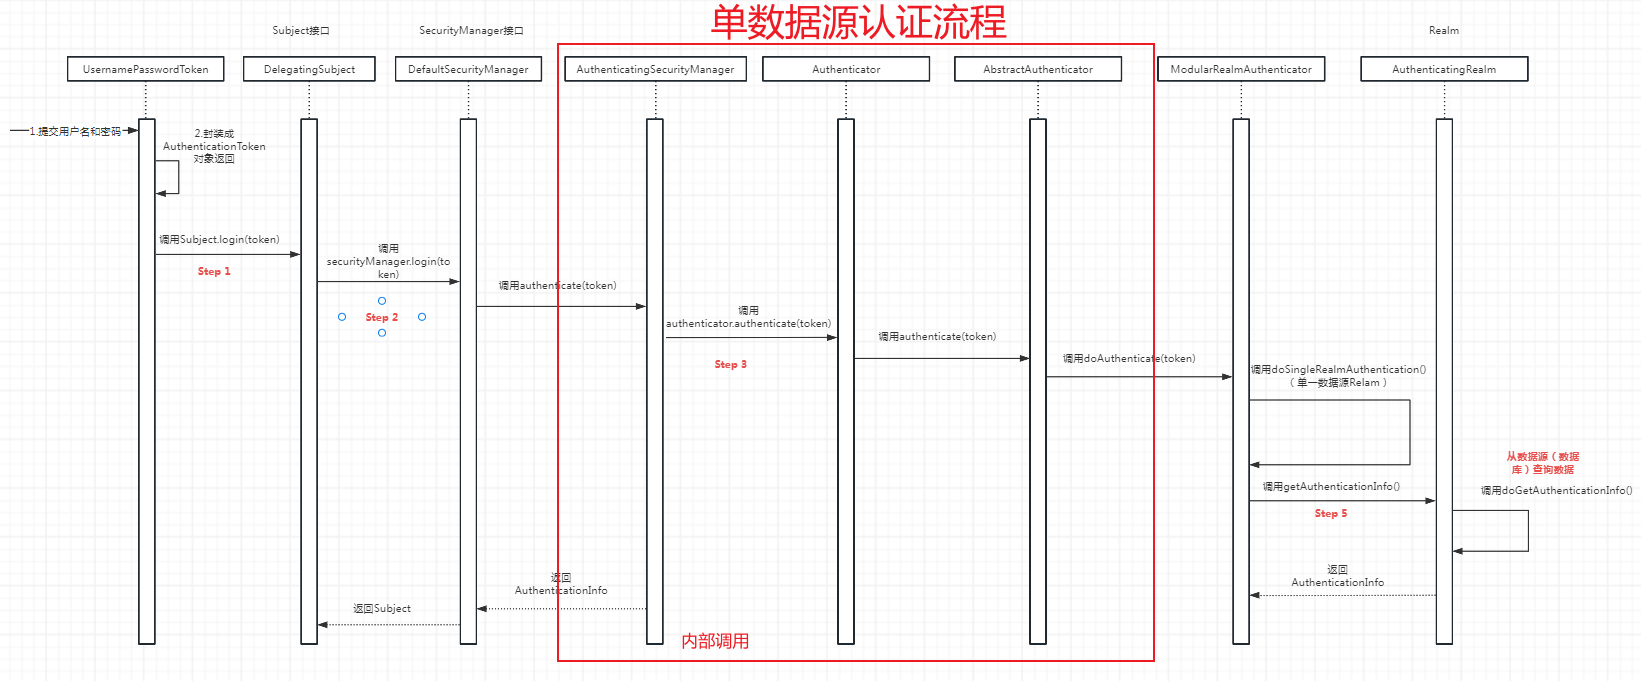 单数据源认证流程
Subject接口
SecurityManager接口
Realm
UsernamePasswordToken
DelegatingSubject
DefaultSecurityManager
AuthenticatingSecurityManager
Authenticator
AbstractAuthenticator
ModularRealmAuthenticator
AuthenticatingRealm
1.提交用户名和密码
2.封装成
AuthenticationToken
对象返回
调用Subject.login(token)
Step 1
调用
securityManager.login(to
ken)
Step 2
调用authenticate(token)
调用
authenticator.authenticate(token)
Step 3
调用authenticate(token)
调用doAuthenticate(token)
调用doSingleRealmAuthentication()
（单一数据源Relam）
从数据源（数据
库）查询数据
调用getAuthenticationInfo()
Step 5
调用doGetAuthenticationInfo()
返回
AuthenticationInfo
返回
AuthenticationInfo
返回Subject
内部调用